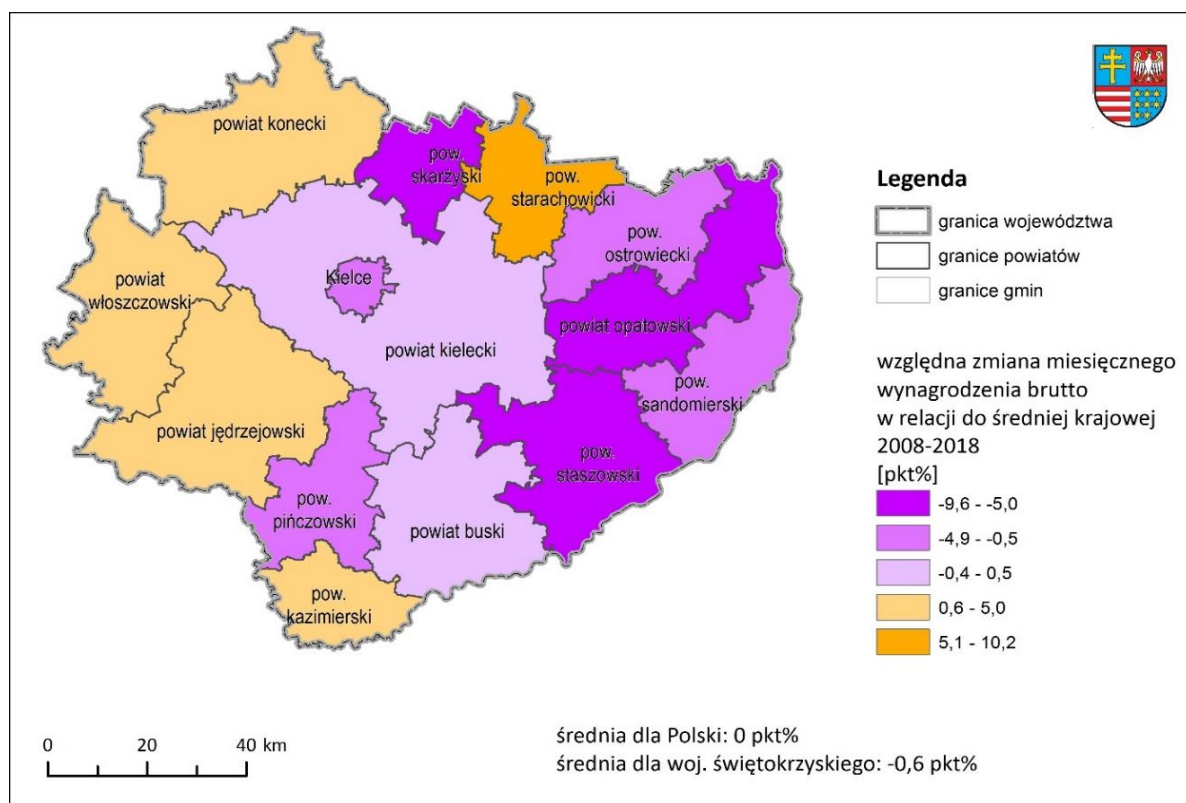 powiat konecki
pow.
skarżyski
pow.
starachowicki
pow.
ostrowiecki
powiat
włoszczowski
Kielce
powiat opatowski
powiat kielecki
pow.
sandomierski
powiat jędrzejowski
pow.
staszowski
pow.
pińczowski
powiat buski
pow.
kazimierski
Legenda
granica województwa
granice powiatów
granice gmin
względna zmiana miesięcznego
wynagrodzenia brutto
w relacji do średniej krajowej
2008-2018
[pkt%]
-9,6 - -5,0
-4,9 - -0,5
-0,4 - 0,5
0,6 - 5,0
5,1 - 10,2
0 20 40 km
średnia dla Polski: 0 pkt%
średnia dla woj. świętokrzyskiego: -0,6 pkt%